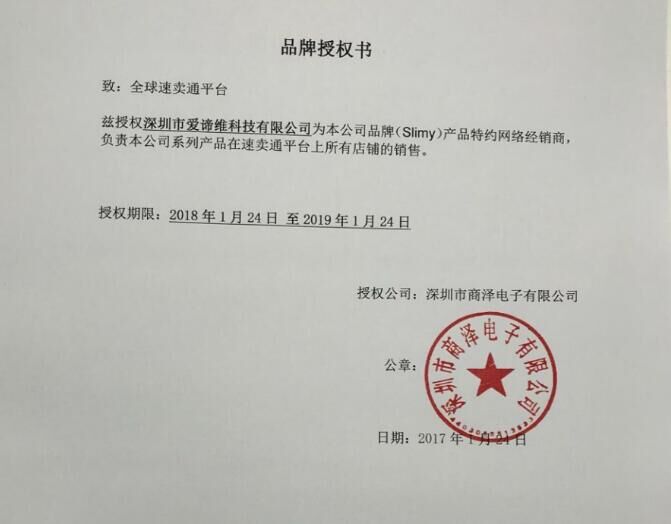 品牌授权书
致：全球速卖通平台
兹授权深圳市爱谛维科技有限公司为本公司品牌（Slimy）产品特约网络经销商，
负责本公司系列产品在速卖通平台上所有店铺的销售。
授权期限：2018 年 1 月 24 日 至 2019 年 1 月 24 日
授权公司：深圳市商泽电子有限公司
公章：
深圳市商泽电子有限公司
日期：2017 年 1 月 24 日